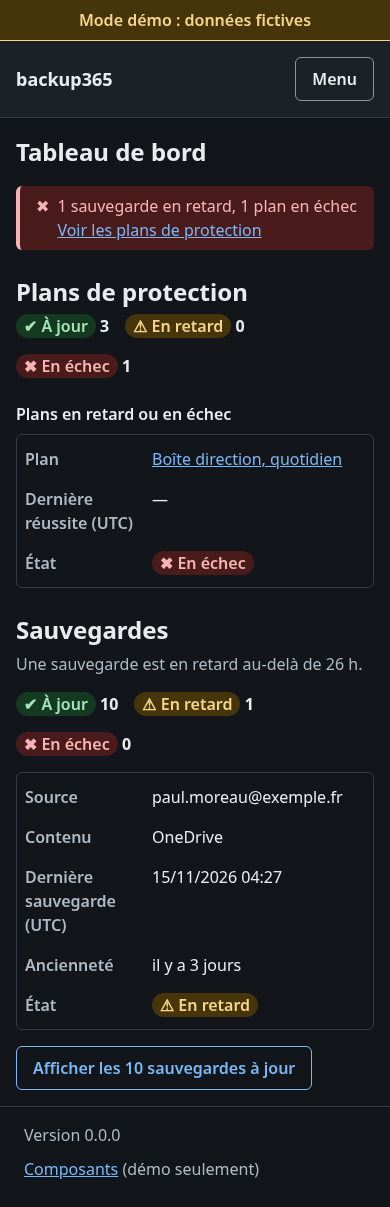 Mode démo : données fictives
backup365
Menu
Tableau de bord
✖ 1 sauvegarde en retard, 1 plan en échec
Voir les plans de protection
Plans de protection
✔ À jour 3 ⚠ En retard 0
✖ En échec 1
Plans en retard ou en échec
Plan Boîte direction, quotidien
Dernière —
réussite (UTC)
État ✖ En échec
Sauvegardes
Une sauvegarde est en retard au-delà de 26 h.
✔ À jour 10 ⚠ En retard 1
✖ En échec 0
Source paul.moreau@exemple.fr
Contenu OneDrive
Dernière 15/11/2026 04:27
sauvegarde
(UTC)
Ancienneté il y a 3 jours
État ⚠ En retard
Afficher les 10 sauvegardes à jour
Version 0.0.0
Composants (démo seulement)